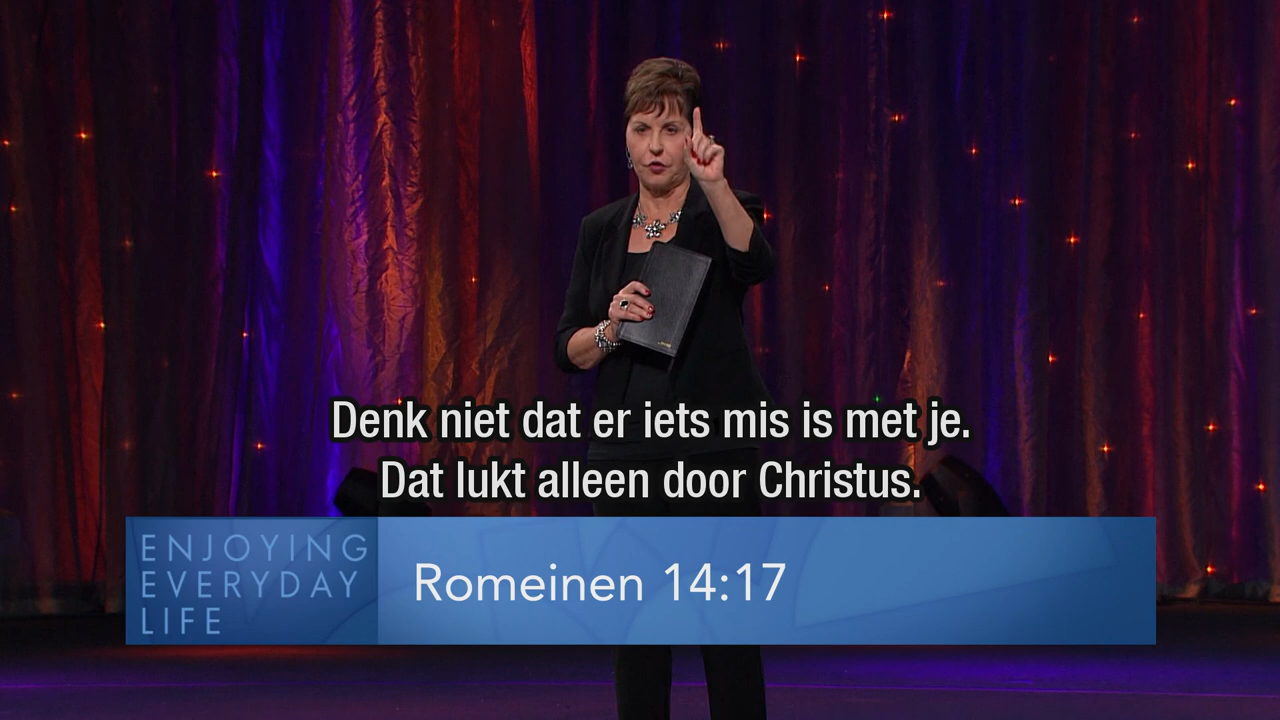 Denk niet dat er iets mis is met je.
Dat lukt alleen door Christus.
ENJOYING
EVERYDAY
LIFE
Romeinen 14:17